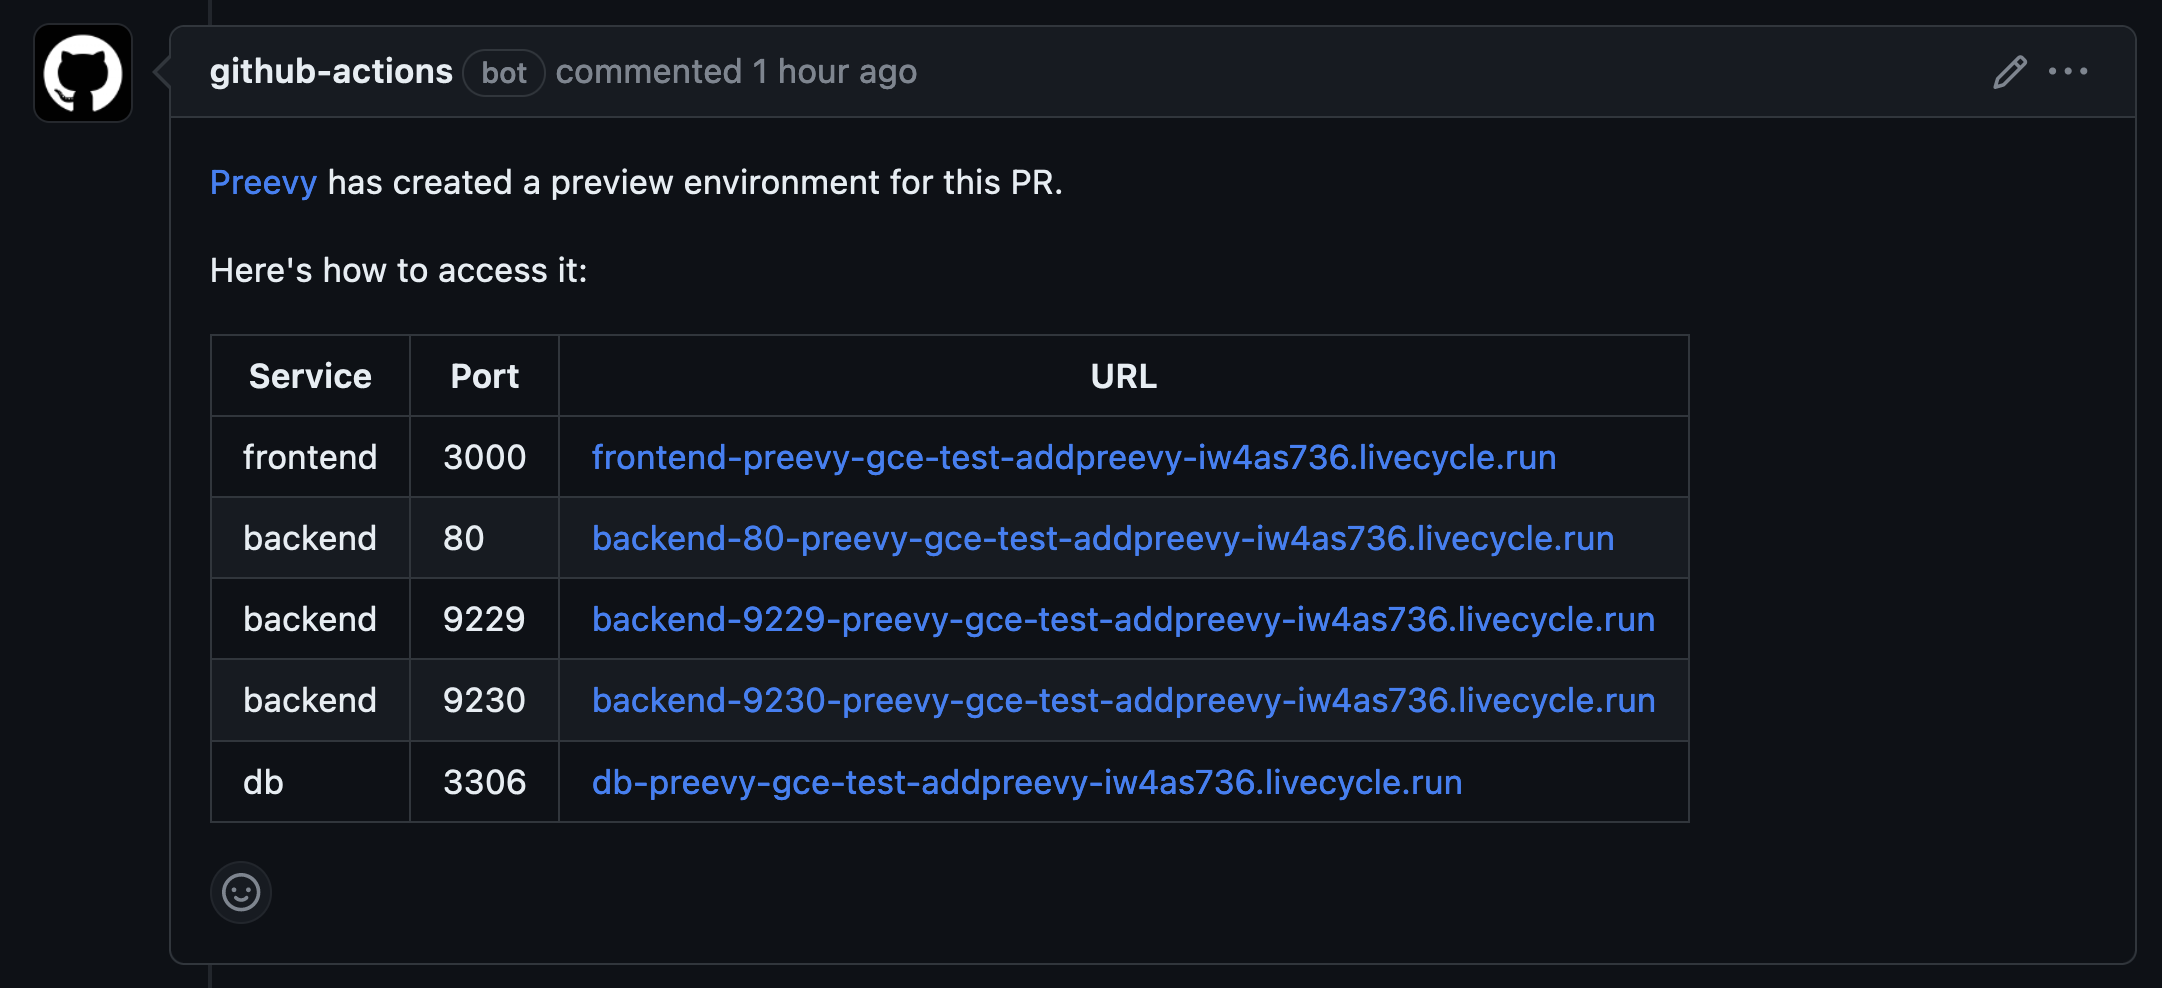 github-actions bot commented 1 hour ago
Preevy has created a preview environment for this PR.
Here's how to access it:
Service Port URL
frontend 3000 frontend-preevy-gce-test-addpreevy-iw4as736.livecycle.run
backend 80 backend-80-preevy-gce-test-addpreevy-iw4as736.livecycle.run
backend 9229 backend-9229-preevy-gce-test-addpreevy-iw4as736.livecycle.run
backend 9230 backend-9230-preevy-gce-test-addpreevy-iw4as736.livecycle.run
db 3306 db-preevy-gce-test-addpreevy-iw4as736.livecycle.run